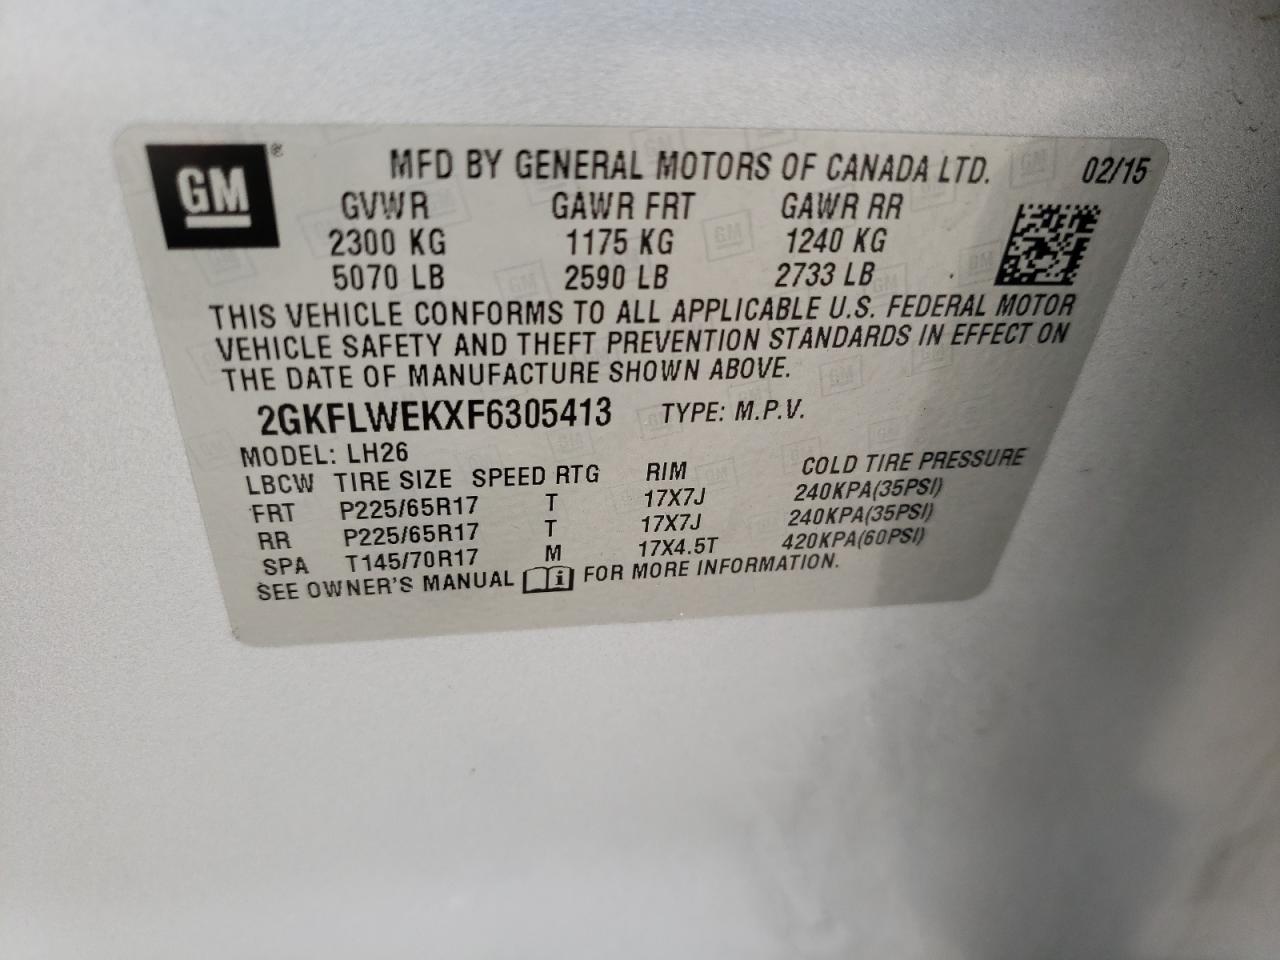 GM ® MFD BY GENERAL MOTORS OF CANADA LTD. 02/15
GVWR GAWR FRT GAWR RR
2300 KG 1175 KG 1240 KG
5070 LB 2590 LB 2733 LB
THIS VEHICLE CONFORMS TO ALL APPLICABLE U.S. FEDERAL MOTOR
VEHICLE SAFETY AND THEFT PREVENTION STANDARDS IN EFFECT ON
THE DATE OF MANUFACTURE SHOWN ABOVE.
2GKFLWEKXF6305413 TYPE: M.P.V.
MODEL: LH26
LBCW TIRE SIZE SPEED RTG RIM COLD TIRE PRESSURE
FRT P225/65R17 T 17X7J 240KPA(35PSI)
RR P225/65R17 T 17X7J 240KPA(35PSI)
SPA T145/70R17 M 17X4.5T 420KPA(60PSI)
SEE OWNER'S MANUAL i FOR MORE INFORMATION.